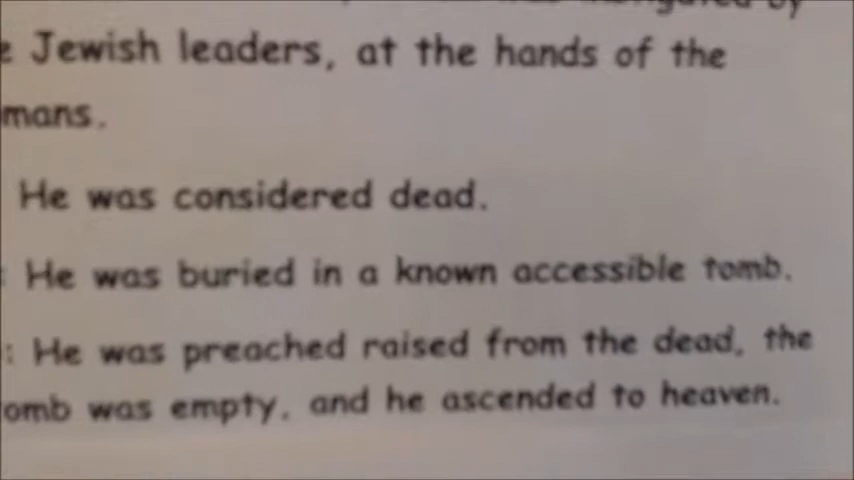 Jewish leaders, at the hands of the
mans.
He was considered dead.
: He was buried in a known accessible tomb.
: He was preached raised from the dead, the
omb was empty, and he ascended to heaven.